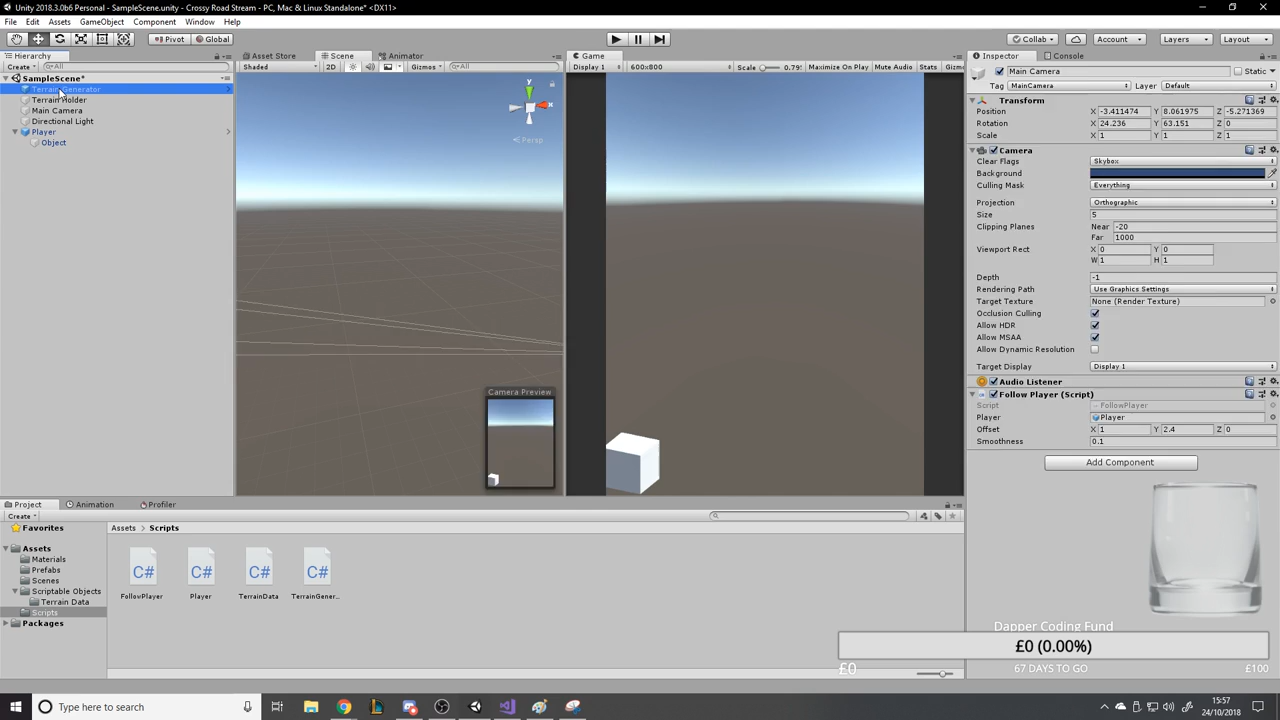 Unity 2018.3.0b6 - SampleScene.unity - Crossy Road Stream - PC, Mac & Linux Standalone* <DX11>
File Edit Assets GameObject Component Window Help
Pivot Global Collab Account Layers Layout
Hierarchy Asset Store Scene Animator Game Inspector Console
Create All Shaded 2D Gizmos All Display 1 600x800 Scale 0.79 Maximize On Play Mute Audio Stats Gizm
Main Camera Static
SampleScene*
Tag MainCamera Layer Default
Terrain Generator
Terrain Holder
Main Camera
Directional Light
Player
Object
y
x
Persp
Transform
Position X -3.411474 Y 8.061975 Z -5.271369
Rotation X 24.236 Y 63.151 Z 0
Scale X 1 Y 1 Z 1
Camera
Clear Flags Skybox
Background
Culling Mask Everything
Projection Orthographic
Size 5
Clipping Planes Near -20
Far 1000
Viewport Rect X 0 Y 0
W 1 H 1
Depth -1
Rendering Path Use Graphics Settings
Target Texture None (Render Texture)
Occlusion Culling
Allow HDR
Allow MSAA
Allow Dynamic Resolution
Target Display Display 1
Audio Listener
Follow Player (Script)
Script FollowPlayer
Player Player
Offset X 1 Y 2.4 Z 0
Smoothness 0.1
Add Component
Camera Preview
Project Animation Profiler
Create
Favorites
Assets
Materials
Prefabs
Scenes
Scriptable Objects
Terrain Data
Scripts
Packages
Assets > Scripts
C# C# C# C#
FollowPlayer Player TerrainData TerrainGener...
Dapper Coding Fund
£0 (0.00%)
£0 67 DAYS TO GO £100
Type here to search
15:57
24/10/2018